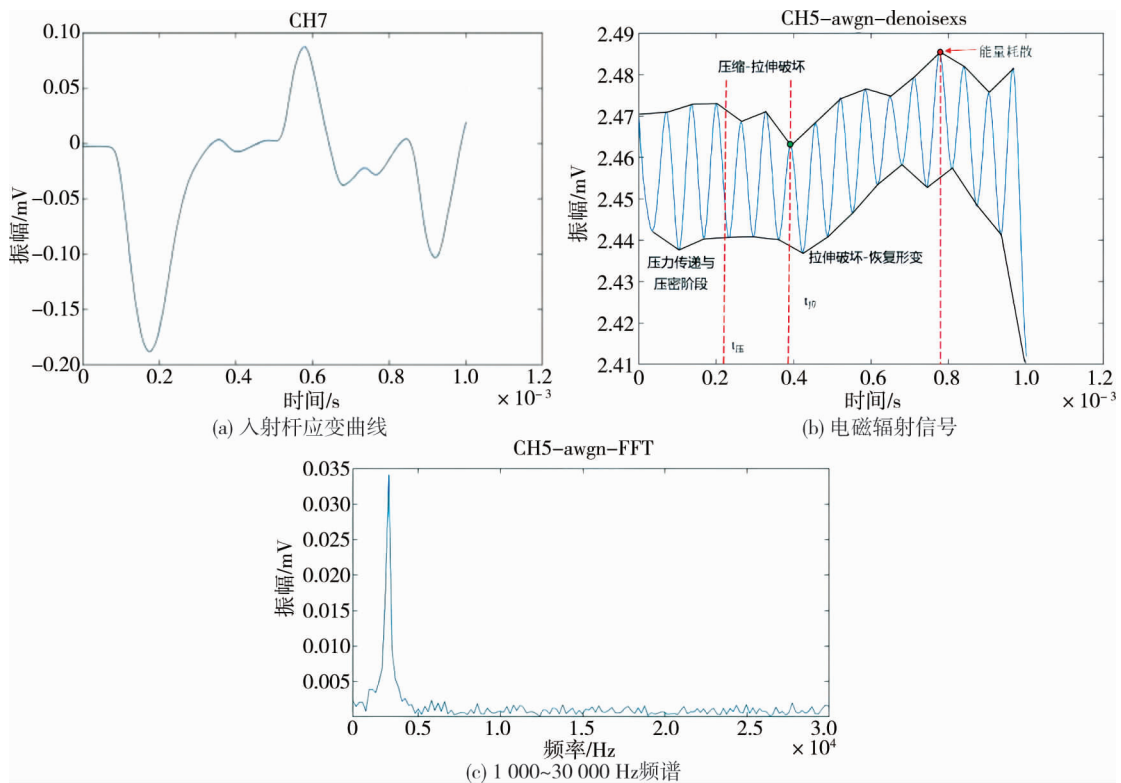 CH7
0.10
0.05
0
−0.05
−0.10
−0.15
−0.20
振幅/mV
0 0.2 0.4 0.6 0.8 1.0 1.2
时间/s
× 10⁻³
(a) 入射杆应变曲线
CH5−awgn−denoisexs
2.49
2.48
2.47
2.46
2.45
2.44
2.43
2.42
2.41
振幅/mV
能量耗散
压缩-拉伸破坏
压力传递与
压密阶段
拉伸破坏-恢复形变
t压
0 0.2 0.4 0.6 0.8 1.0 1.2
时间/s
× 10⁻³
(b) 电磁辐射信号
CH5−awgn−FFT
0.035
0.030
0.025
0.020
0.015
0.010
0.005
振幅/mV
0 0.5 1.0 1.5 2.0 2.5 3.0
频率/Hz
× 10⁴
(c) 1 000~30 000 Hz频谱